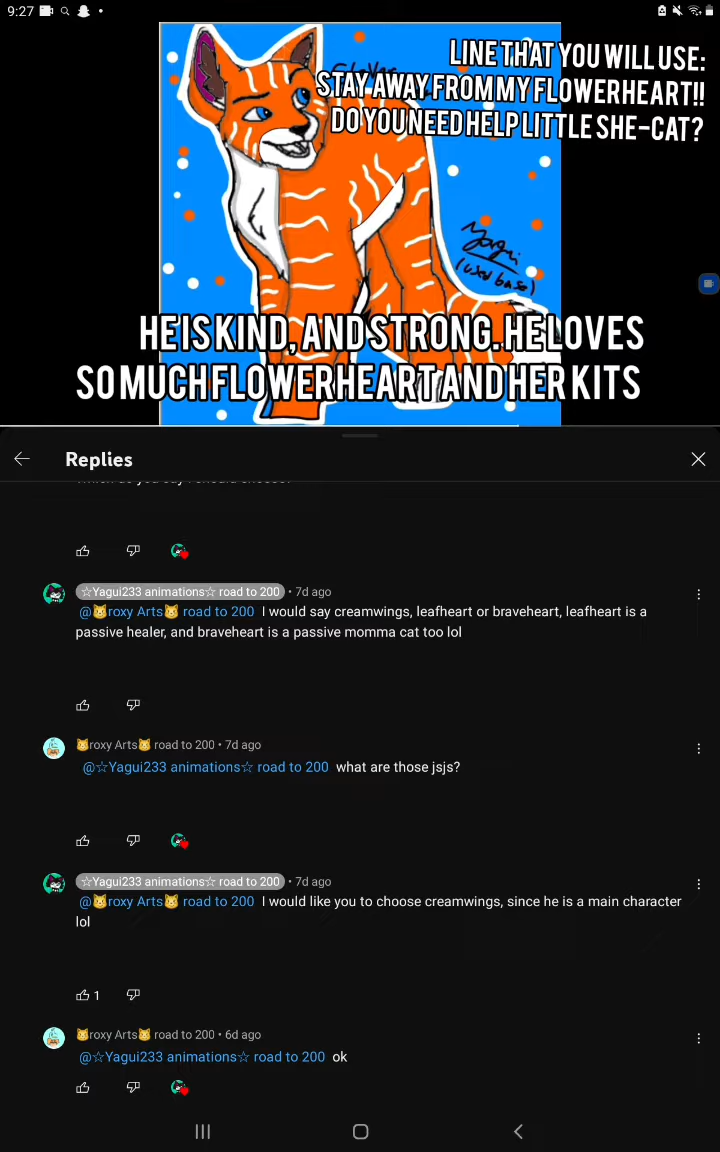 9:27
LINE THAT YOU WILL USE:
STAY AWAY FROM MY FLOWERHEART!!
DO YOU NEED HELP LITTLE SHE-CAT?
Yagui
(used base)
HE IS KIND, AND STRONG. HE LOVES
SO MUCH FLOWERHEART AND HER KITS
Replies
☆Yagui233 animations☆ road to 200 • 7d ago
@😺roxy Arts😺 road to 200 I would say creamwings, leafheart or braveheart, leafheart is a
passive healer, and braveheart is a passive momma cat too lol
😺roxy Arts😺 road to 200 • 7d ago
@☆Yagui233 animations☆ road to 200 what are those jsjs?
☆Yagui233 animations☆ road to 200 • 7d ago
@😺roxy Arts😺 road to 200 I would like you to choose creamwings, since he is a main character
lol
1
😺roxy Arts😺 road to 200 • 6d ago
@☆Yagui233 animations☆ road to 200 ok